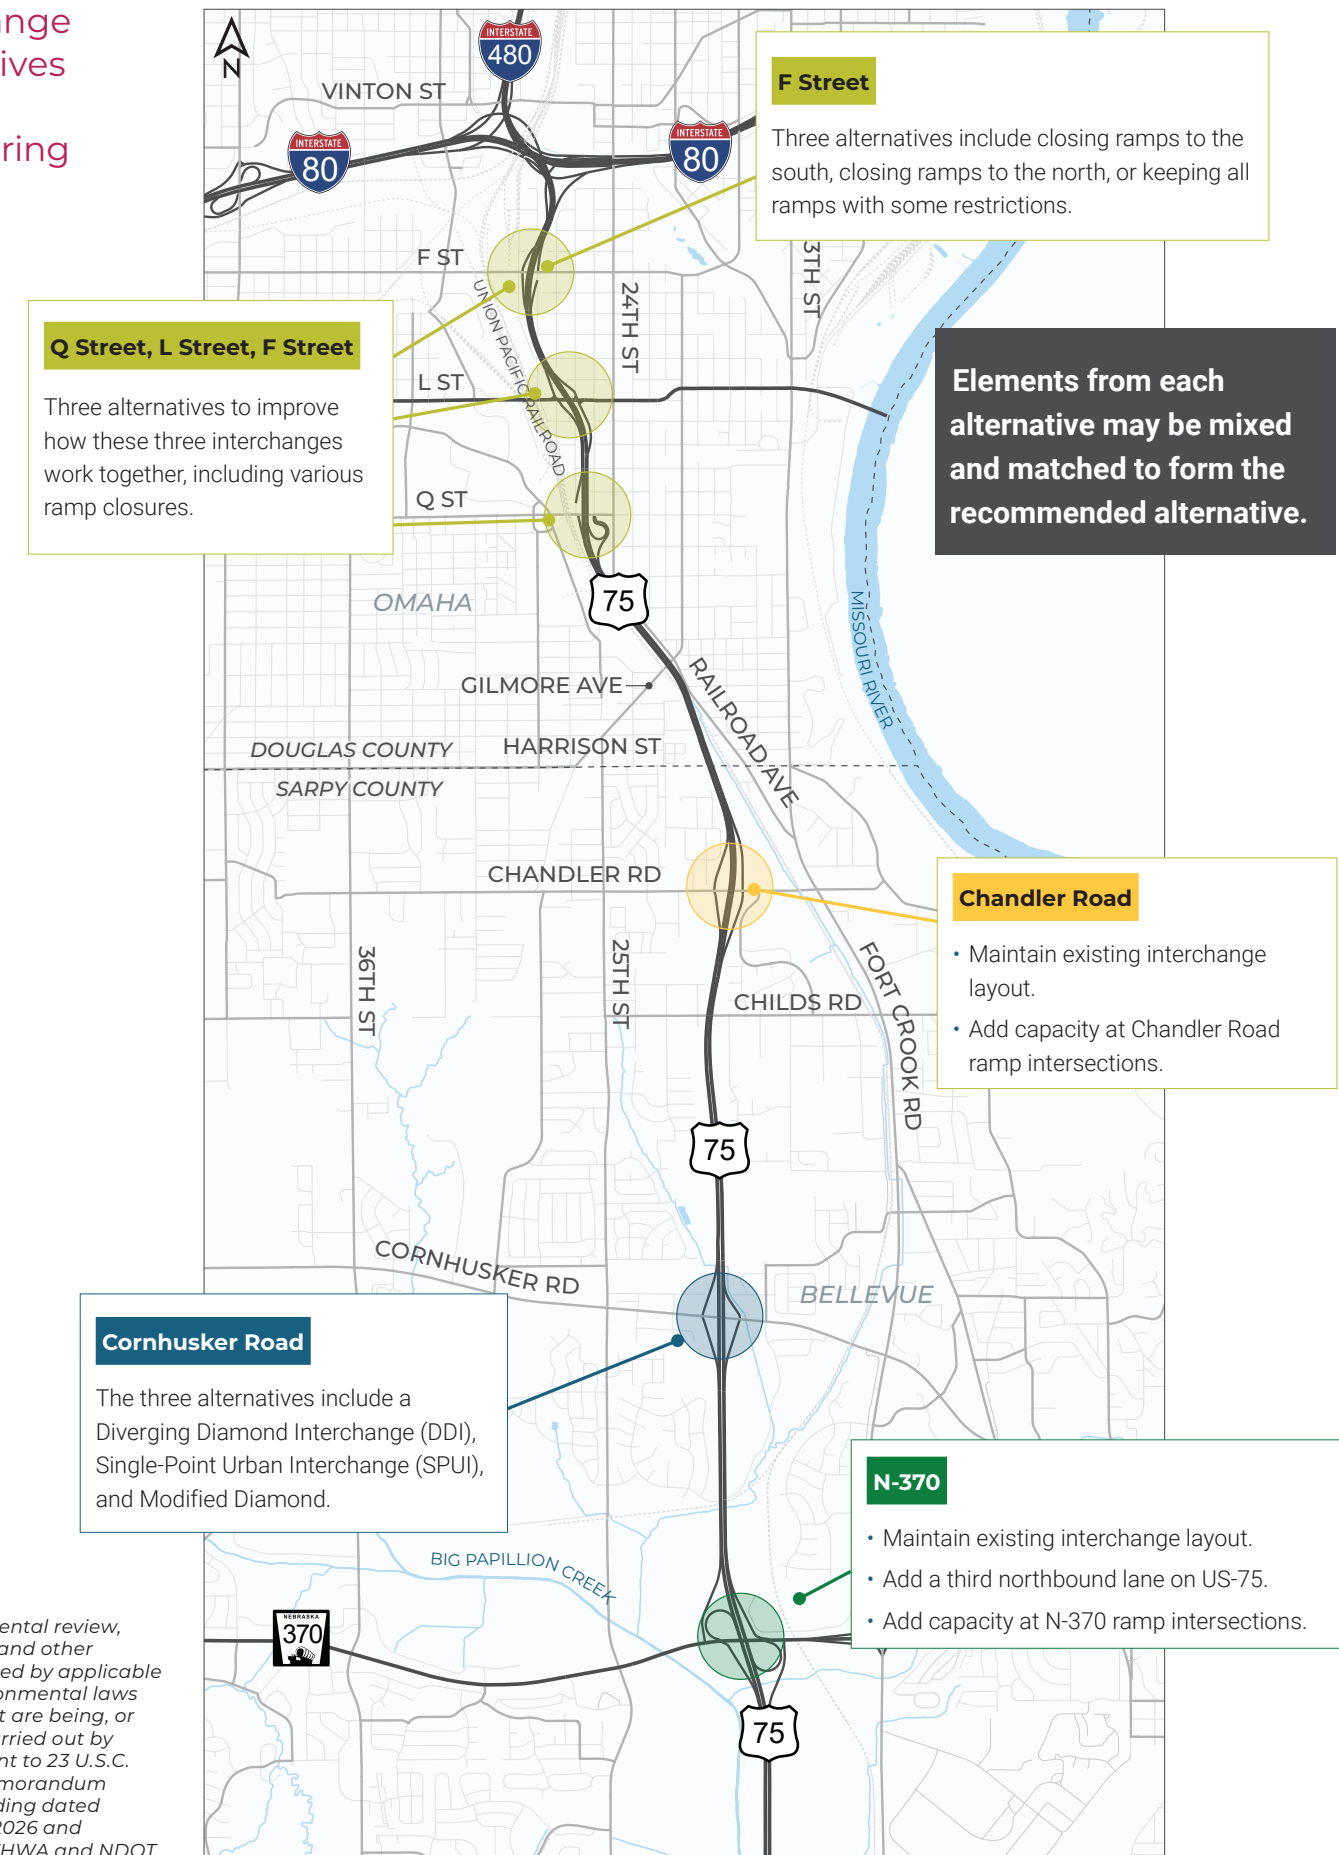 ange
ives
ring
N
INTERSTATE
480
VINTON ST
INTERSTATE
80
INTERSTATE
80
F Street
Three alternatives include closing ramps to the
south, closing ramps to the north, or keeping all
ramps with some restrictions.
F ST
UNION PACIFIC RAILROAD
24TH ST
3TH ST
Q Street, L Street, F Street
Three alternatives to improve
how these three interchanges
work together, including various
ramp closures.
L ST
Elements from each
alternative may be mixed
and matched to form the
recommended alternative.
Q ST
OMAHA
75
MISSOURI RIVER
GILMORE AVE
RAILROAD AVE
DOUGLAS COUNTY
HARRISON ST
SARPY COUNTY
CHANDLER RD
Chandler Road
• Maintain existing interchange
layout.
• Add capacity at Chandler Road
ramp intersections.
36TH ST
25TH ST
CHILDS RD
FORT CROOK RD
75
CORNHUSKER RD
BELLEVUE
Cornhusker Road
The three alternatives include a
Diverging Diamond Interchange (DDI),
Single-Point Urban Interchange (SPUI),
and Modified Diamond.
N-370
• Maintain existing interchange layout.
• Add a third northbound lane on US-75.
• Add capacity at N-370 ramp intersections.
BIG PAPILLION CREEK
NEBRASKA
370
75
ental review,
and other
ed by applicable
onmental laws
t are being, or
rried out by
nt to 23 U.S.C.
morandum
ding dated
2026 and
FHWA and NDOT